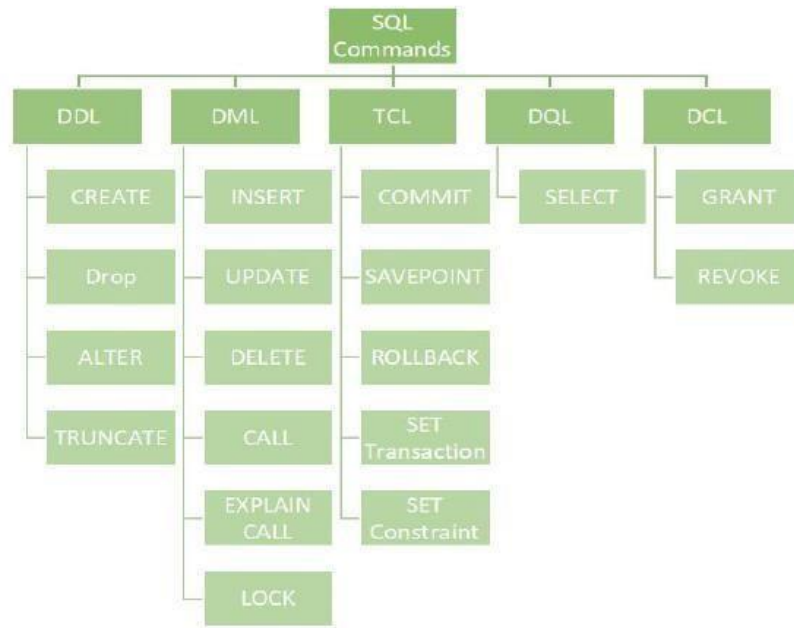 SQL
Commands
DDL
DML
TCL
DQL
DCL
CREATE
INSERT
COMMIT
SELECT
GRANT
Drop
UPDATE
SAVEPOINT
REVOKE
ALTER
DELETE
ROLLBACK
TRUNCATE
CALL
SET
Transaction
EXPLAIN
CALL
SET
Constraint
LOCK